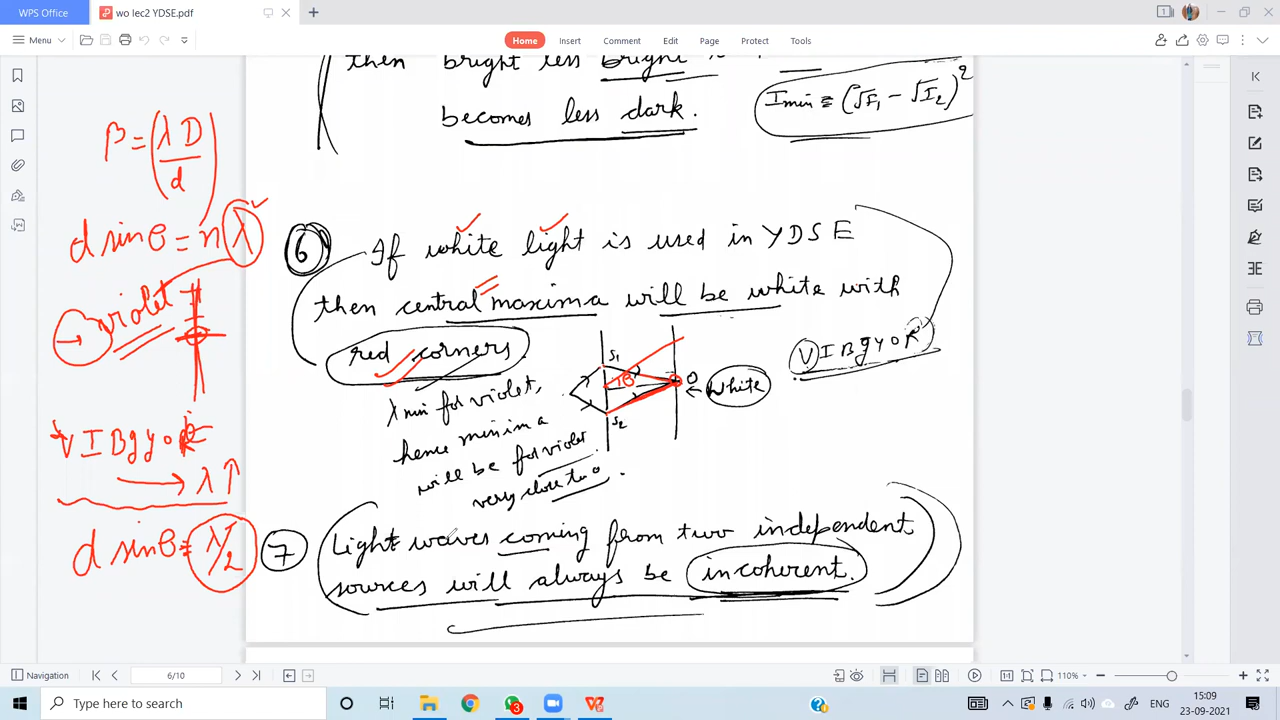 WPS Office
wo lec2 YDSE.pdf
Menu
Home Insert Comment Edit Page Protect Tools
then bright less bright
becomes less dark.
Imin = (√I1 - √I2)2
β = (λD/d)
d sinθ = nλ
→ violet
VIBgyoR
→ λ↑
d sinθ = λ/2
6 If white light is used in YDSE
then central maxima will be white with
red corners
VIBgyoR
S1
θ
O ← White
S2
λ min for violet,
hence minima
will be for violet
very close to o.
7 Light waves coming from two independent
sources will always be incoherent.
Navigation 6/10 110%
Type here to search
3
ENG
15:09
23-09-2021